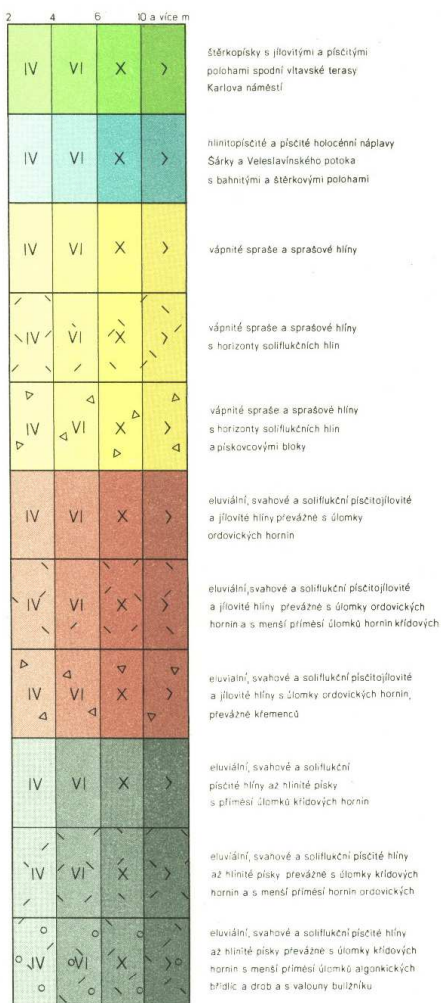 2 4 6 10 a více m
IV VI X >
štěrkopísky s jílovitými a písčitými
polohami spodní vltavské terasy
Karlova náměstí
IV VI X >
hlinitopísčité a písčité holocénní náplavy
Šárky a Veleslavínského potoka
s bahnitými a štěrkovými polohami
IV VI X >
vápnité spraše a sprašové hlíny
IV VI X >
vápnité spraše a sprašové hlíny
s horizonty soliflukčních hlin
IV VI X >
vápnité spraše a sprašové hlíny
s horizonty soliflukčních hlin
a pískovcovými bloky
IV VI X >
eluviální, svahové a soliflukční písčitojílovité
a jílovité hlíny převážně s úlomky
ordovických hornin
IV VI X >
eluviální, svahové a soliflukční písčitojílovité
a jílovité hlíny převážně s úlomky ordovických
hornin a s menší příměsí úlomků hornin křídových
IV VI X >
eluviální, svahové a soliflukční písčitojílovité
a jílovité hlíny s úlomky ordovických hornin,
převážně křemenců
IV VI X >
eluviální, svahové a soliflukční
písčité hlíny až hlinité písky
s příměsí úlomků křídových hornin
IV VI X >
eluviální, svahové a soliflukční písčité hlíny
až hlinité písky převážně s úlomky křídových
hornin a s menší příměsí hornin ordovických
IV VI X >
eluviální, svahové a soliflukční písčité hlíny
až hlinité písky převážně s úlomky křídových
hornin s menší příměsí úlomků algonkických
břidlic a drob a s valouny buližníku